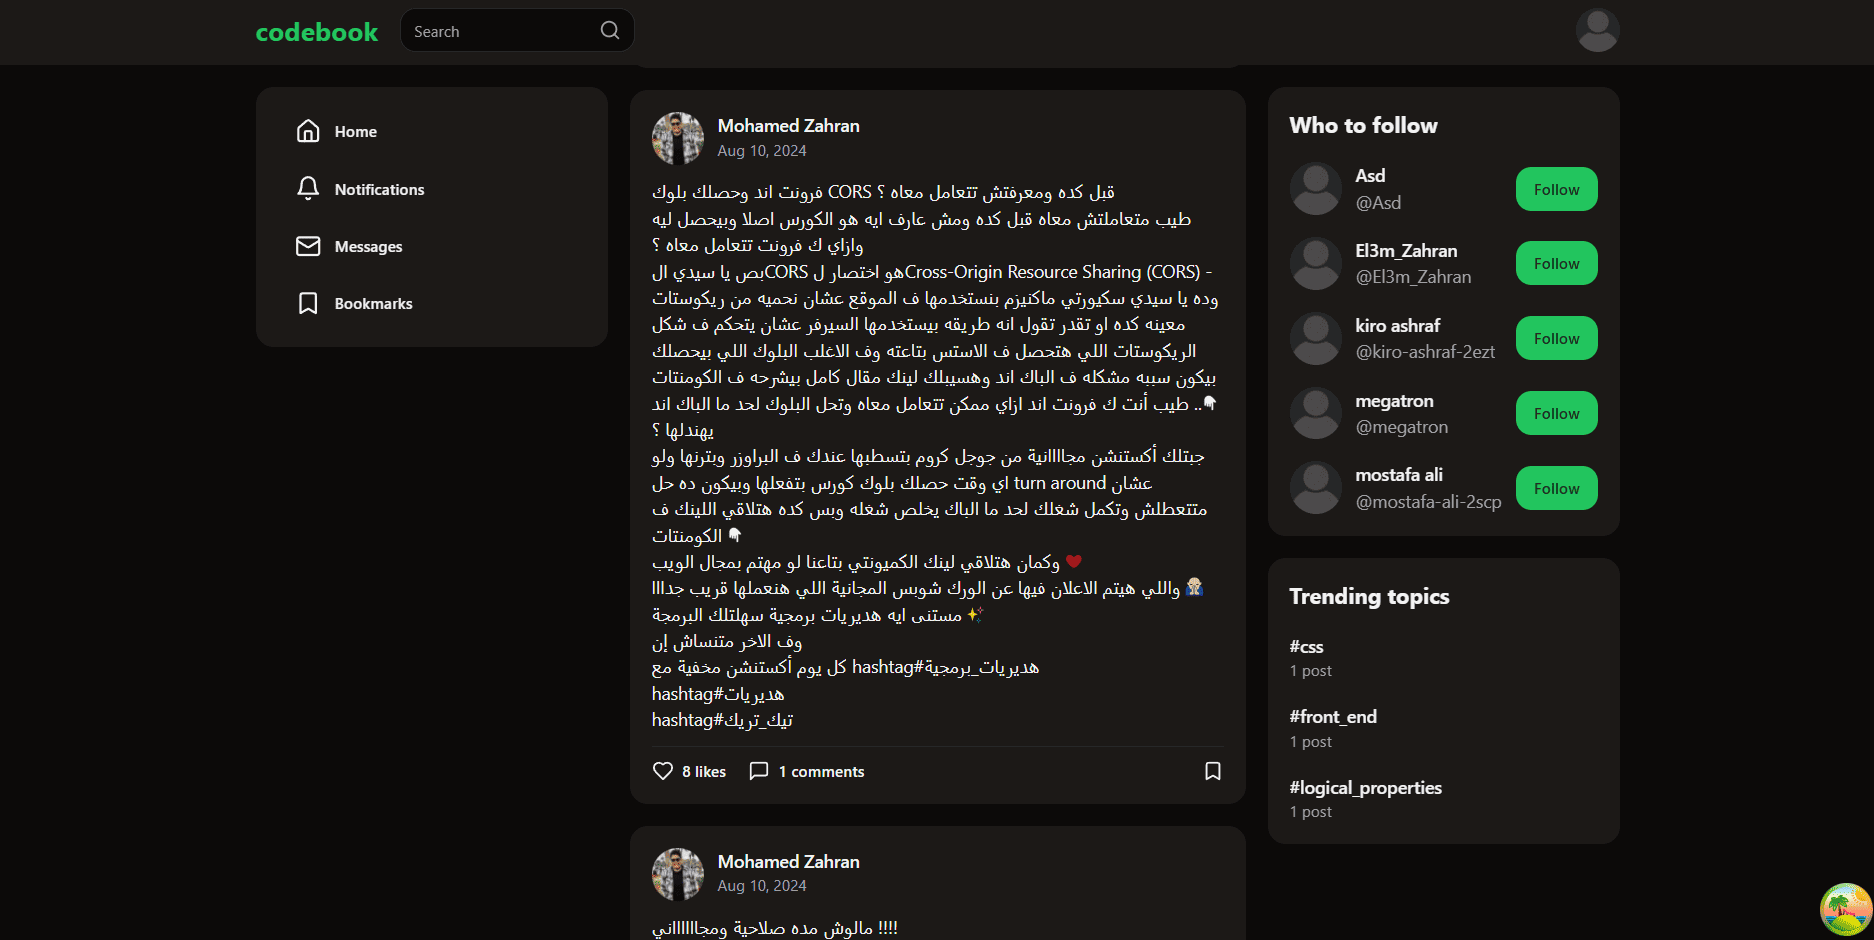 codebook
Search
Home
Notifications
Messages
Bookmarks
Mohamed Zahran
Aug 10, 2024
قبل كده ومعرفتش تتعامل معاه ؟ CORS فرونت اند وحصلك بلوك
طيب متعاملتش معاه قبل كده ومش عارف ايه هو الكورس اصلا وبيحصل ليه
وازاي ك فرونت تتعامل معاه ؟
بص يا سيدي الCORS هو اختصار لCross-Origin Resource Sharing (CORS) -
وده يا سيدي سكيورتي ماكنيزم بنستخدمها ف الموقع عشان نحميه من ريكوستات
معينه كده او تقدر تقول انه طريقه بيستخدمها السيرفر عشان يتحكم ف شكل
الريكوستات اللي هتحصل ف الاستس بتاعته وف الاغلب البلوك اللي بيحصلك
بيكون سببه مشكله ف الباك اند وهسيبلك لينك مقال كامل بيشرحه ف الكومنتات
👇.. طيب أنت ك فرونت اند ازاي ممكن تتعامل معاه وتحل البلوك لحد ما الباك اند
يهندلها ؟
جبتلك أكستنشن مجاااانية من جوجل كروم بتسطبها عندك ف البراوزر وبترنها ولو
عشان turn around اي وقت حصلك بلوك كورس بتفعلها وبيكون ده حل
متتعطلش وتكمل شغلك لحد ما الباك يخلص شغله وبس كده هتلاقي اللينك ف
الكومنتات 👇
وكمان هتلاقي لينك الكميونتي بتاعنا لو مهتم بمجال الويب ❤
واللي هيتم الاعلان فيها عن الورك شوبس المجانية اللي هنعملها قريب جدااا
مستنى ايه هديريات برمجية سهلتلك البرمجة ✨
وف الاخر متنساش إن
كل يوم أكستنشن مخفية مع hashtag#هديريات_برمجية
hashtag#هديريات
hashtag#تيك_تريك
8 likes
1 comments
Mohamed Zahran
Aug 10, 2024
مالوش مده صلاحية ومجااااااني !!!!
Who to follow
Asd
@Asd
Follow
El3m_Zahran
@El3m_Zahran
Follow
kiro ashraf
@kiro-ashraf-2ezt
Follow
megatron
@megatron
Follow
mostafa ali
@mostafa-ali-2scp
Follow
Trending topics
#css
1 post
#front_end
1 post
#logical_properties
1 post